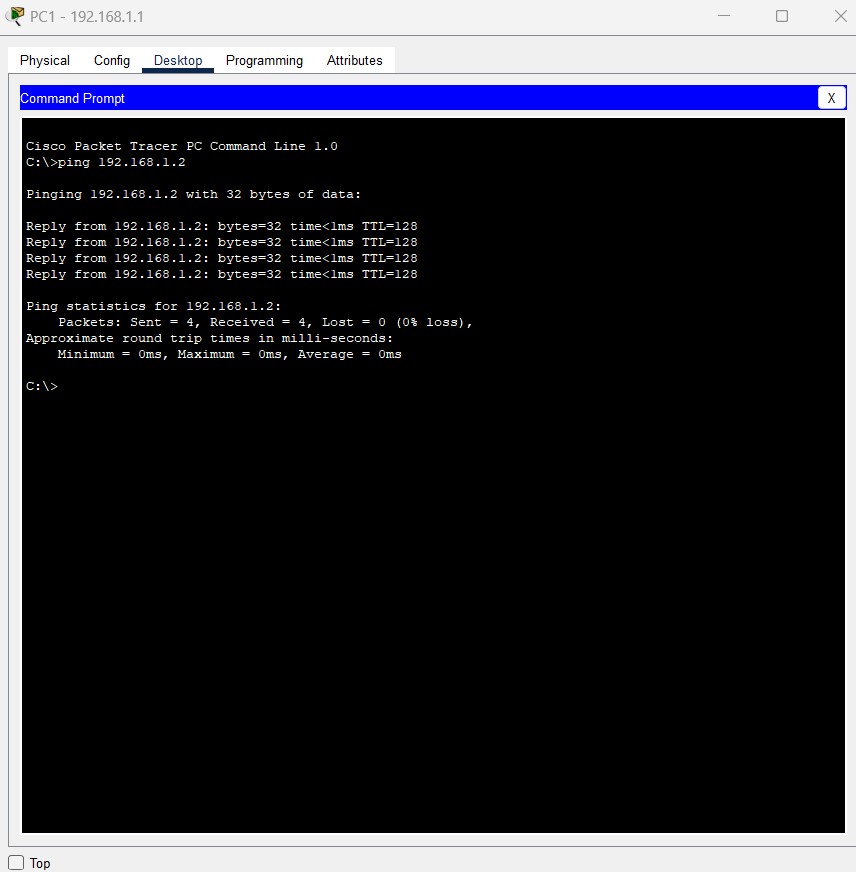 PC1 - 192.168.1.1
Physical Config Desktop Programming Attributes
Command Prompt X
Cisco Packet Tracer PC Command Line 1.0
C:\>ping 192.168.1.2
Pinging 192.168.1.2 with 32 bytes of data:
Reply from 192.168.1.2: bytes=32 time<1ms TTL=128
Reply from 192.168.1.2: bytes=32 time<1ms TTL=128
Reply from 192.168.1.2: bytes=32 time<1ms TTL=128
Reply from 192.168.1.2: bytes=32 time<1ms TTL=128
Ping statistics for 192.168.1.2:
    Packets: Sent = 4, Received = 4, Lost = 0 (0% loss),
Approximate round trip times in milli-seconds:
    Minimum = 0ms, Maximum = 0ms, Average = 0ms
C:\>
Top